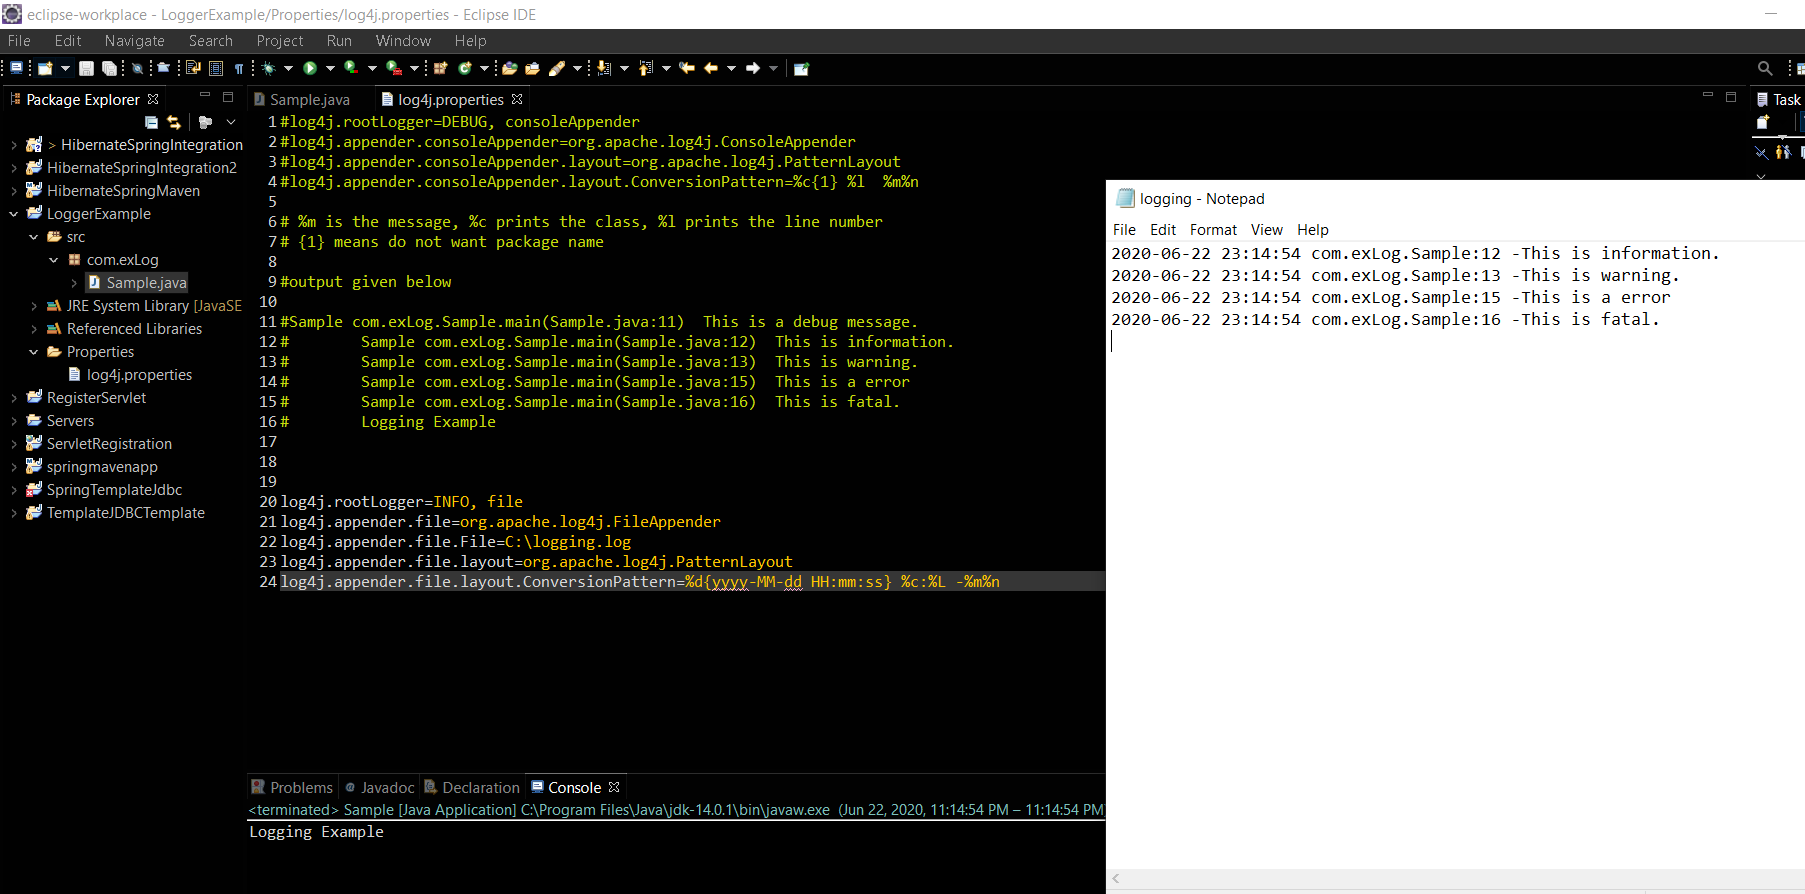 eclipse-workplace - LoggerExample/Properties/log4j.properties - Eclipse IDE
File Edit Navigate Search Project Run Window Help
Package Explorer
> HibernateSpringIntegration
HibernateSpringIntegration2
HibernateSpringMaven
LoggerExample
src
com.exLog
Sample.java
JRE System Library [JavaSE
Referenced Libraries
Properties
log4j.properties
RegisterServlet
Servers
ServletRegistration
springmavenapp
SpringTemplateJdbc
TemplateJDBCTemplate
Sample.java log4j.properties
1 #log4j.rootLogger=DEBUG, consoleAppender
2 #log4j.appender.consoleAppender=org.apache.log4j.ConsoleAppender
3 #log4j.appender.consoleAppender.layout=org.apache.log4j.PatternLayout
4 #log4j.appender.consoleAppender.layout.ConversionPattern=%c{1} %l  %m%n
5
6 # %m is the message, %c prints the class, %l prints the line number
7 # {1} means do not want package name
8
9 #output given below
10
11 #Sample com.exLog.Sample.main(Sample.java:11)  This is a debug message.
12 #        Sample com.exLog.Sample.main(Sample.java:12)  This is information.
13 #        Sample com.exLog.Sample.main(Sample.java:13)  This is warning.
14 #        Sample com.exLog.Sample.main(Sample.java:15)  This is a error
15 #        Sample com.exLog.Sample.main(Sample.java:16)  This is fatal.
16 #        Logging Example
17
18
19
20 log4j.rootLogger=INFO, file
21 log4j.appender.file=org.apache.log4j.FileAppender
22 log4j.appender.file.File=C:\logging.log
23 log4j.appender.file.layout=org.apache.log4j.PatternLayout
24 log4j.appender.file.layout.ConversionPattern=%d{yyyy-MM-dd HH:mm:ss} %c:%L -%m%n
Problems Javadoc Declaration Console
<terminated> Sample [Java Application] C:\Program Files\Java\jdk-14.0.1\bin\javaw.exe  (Jun 22, 2020, 11:14:54 PM – 11:14:54 PM
Logging Example
Task
logging - Notepad
File Edit Format View Help
2020-06-22 23:14:54 com.exLog.Sample:12 -This is information.
2020-06-22 23:14:54 com.exLog.Sample:13 -This is warning.
2020-06-22 23:14:54 com.exLog.Sample:15 -This is a error
2020-06-22 23:14:54 com.exLog.Sample:16 -This is fatal.